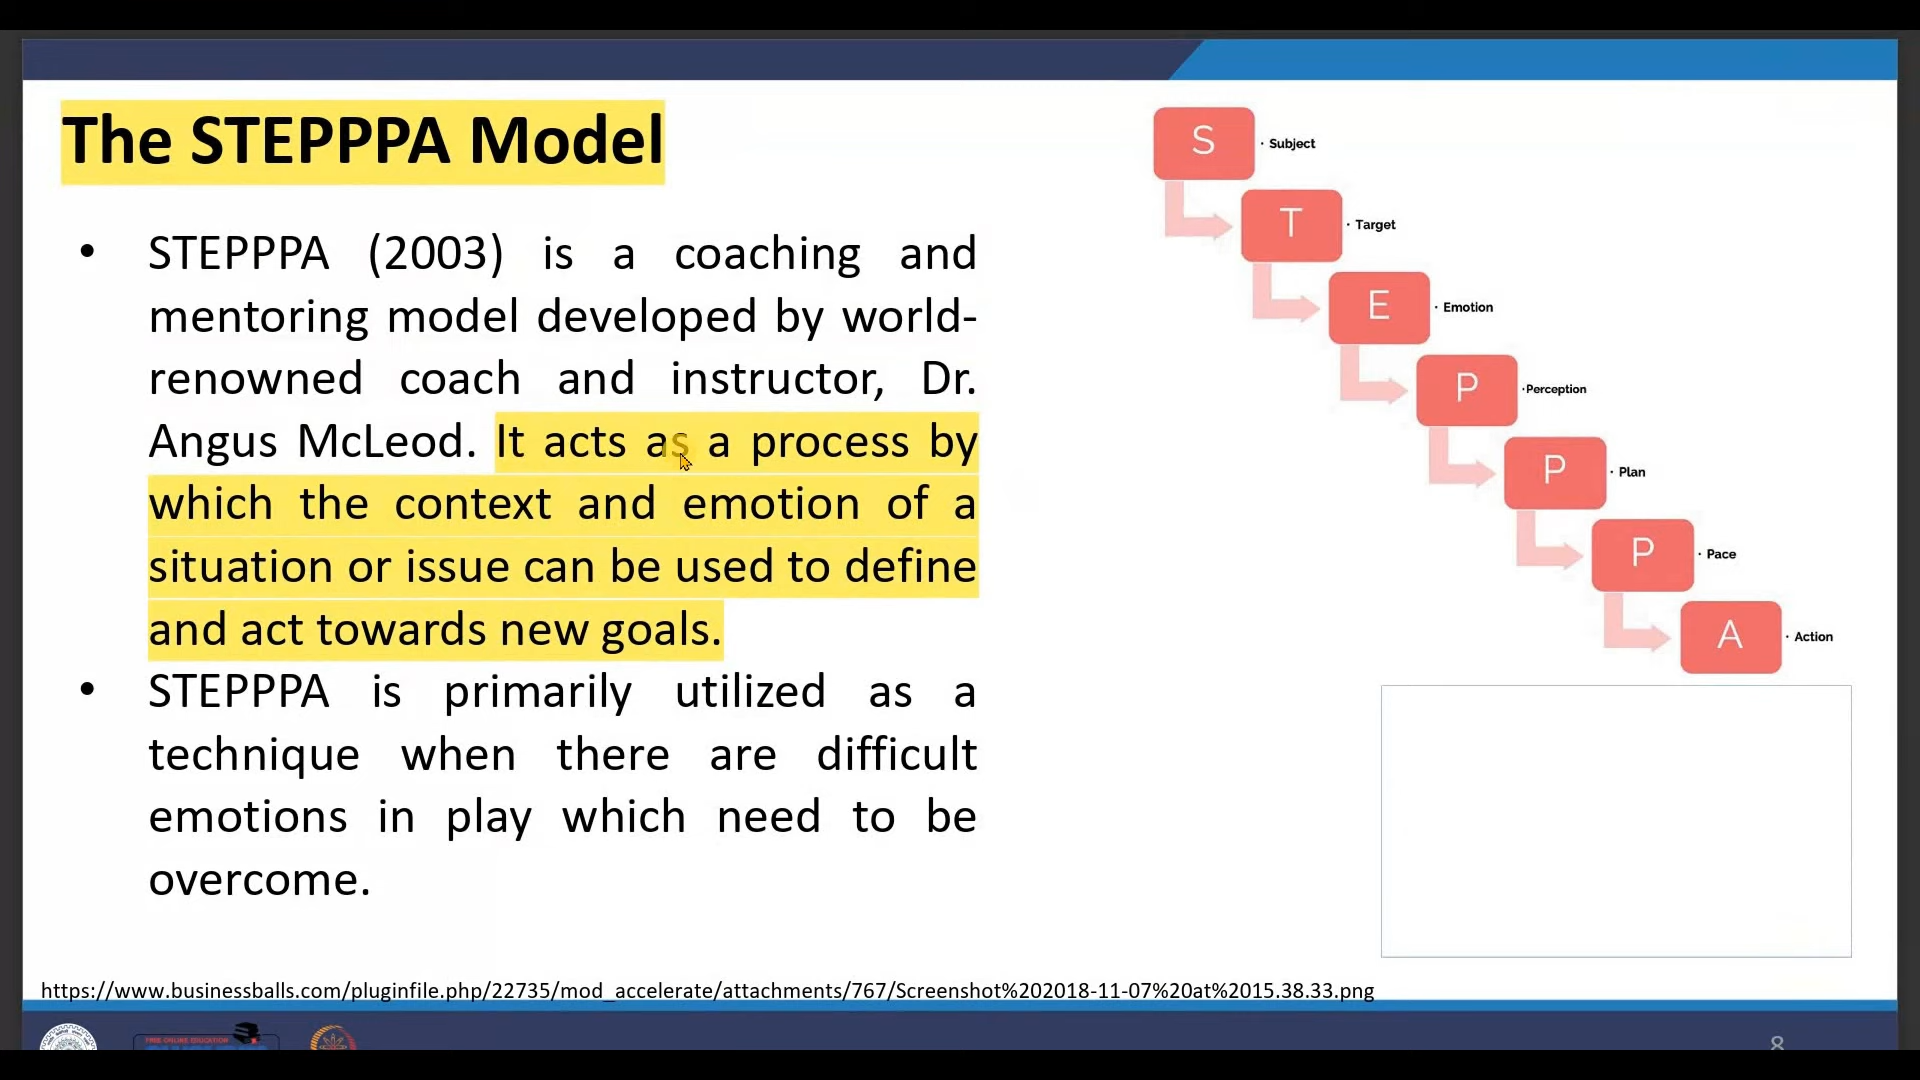 The STEPPPA Model
• STEPPPA (2003) is a coaching and
mentoring model developed by world-
renowned coach and instructor, Dr.
Angus McLeod. It acts as a process by
which the context and emotion of a
situation or issue can be used to define
and act towards new goals.
• STEPPPA is primarily utilized as a
technique when there are difficult
emotions in play which need to be
overcome.
S · Subject
T · Target
E · Emotion
P · Perception
P · Plan
P · Pace
A · Action
https://www.businessballs.com/pluginfile.php/22735/mod_accelerate/attachments/767/Screenshot%202018-11-07%20at%2015.38.33.png
FREE ONLINE EDUCATION
8